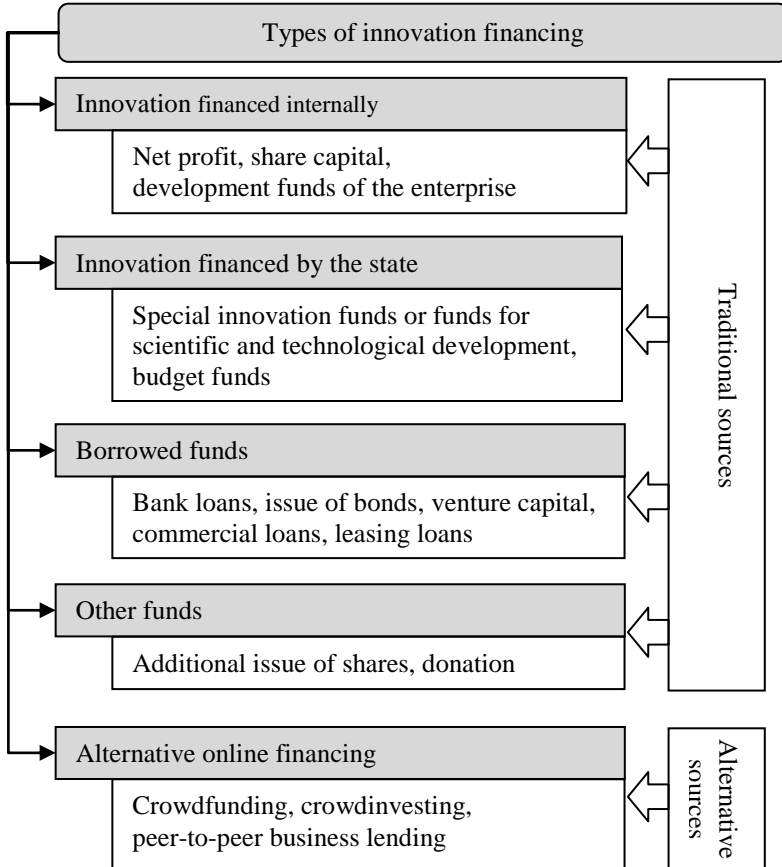 Types of innovation financing
Innovation financed internally
Net profit, share capital,
development funds of the enterprise
Innovation financed by the state
Special innovation funds or funds for
scientific and technological development,
budget funds
Borrowed funds
Bank loans, issue of bonds, venture capital,
commercial loans, leasing loans
Other funds
Additional issue of shares, donation
Traditional sources
Alternative online financing
Crowdfunding, crowdinvesting,
peer-to-peer business lending
Alternative
sources